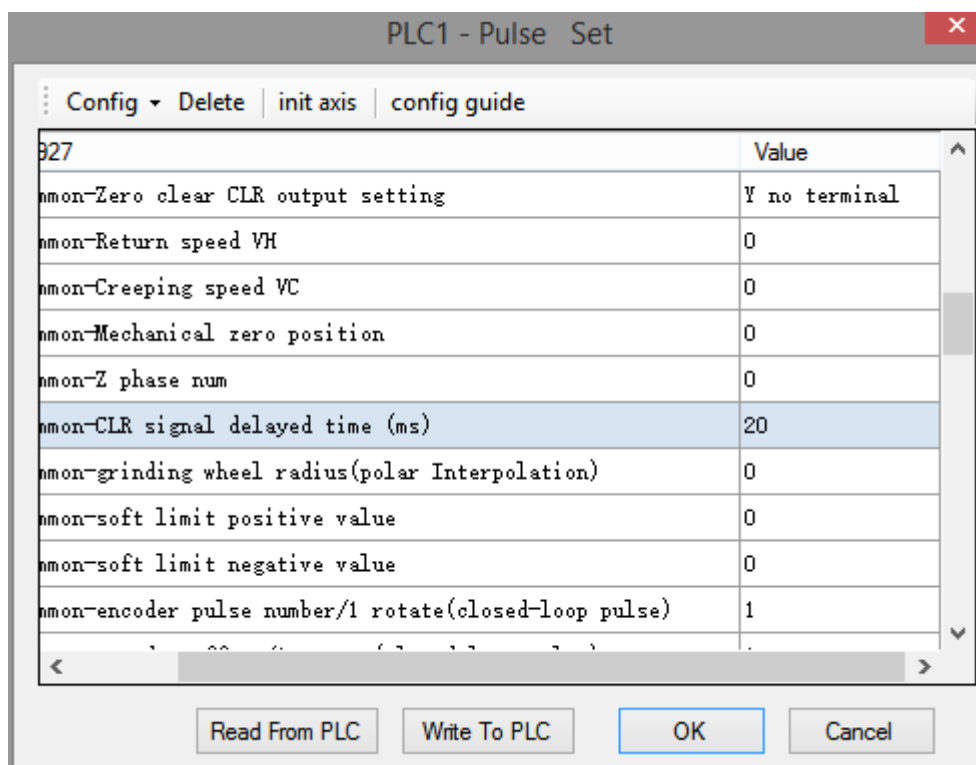 PLC1 - Pulse Set
Config Delete init axis config guide
927 Value
mmon-Zero clear CLR output setting Y no terminal
mmon-Return speed VH 0
mmon-Creeping speed VC 0
mmon-Mechanical zero position 0
mmon-Z phase num 0
mmon-CLR signal delayed time (ms) 20
mmon-grinding wheel radius(polar Interpolation) 0
mmon-soft limit positive value 0
mmon-soft limit negative value 0
mmon-encoder pulse number/1 rotate(closed-loop pulse) 1
Read From PLC Write To PLC OK Cancel